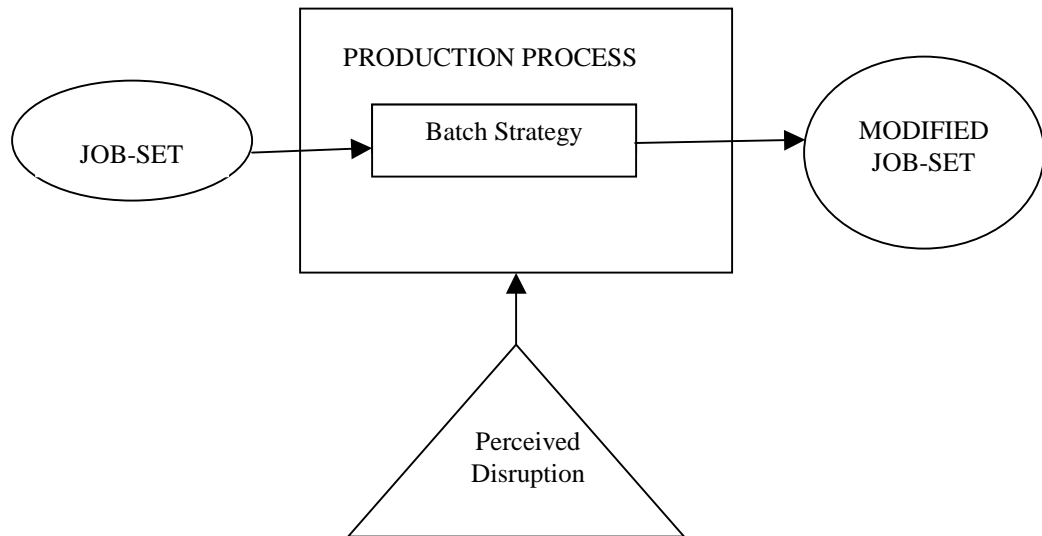 PRODUCTION PROCESS
Batch Strategy
JOB-SET
MODIFIED
JOB-SET
Perceived
Disruption